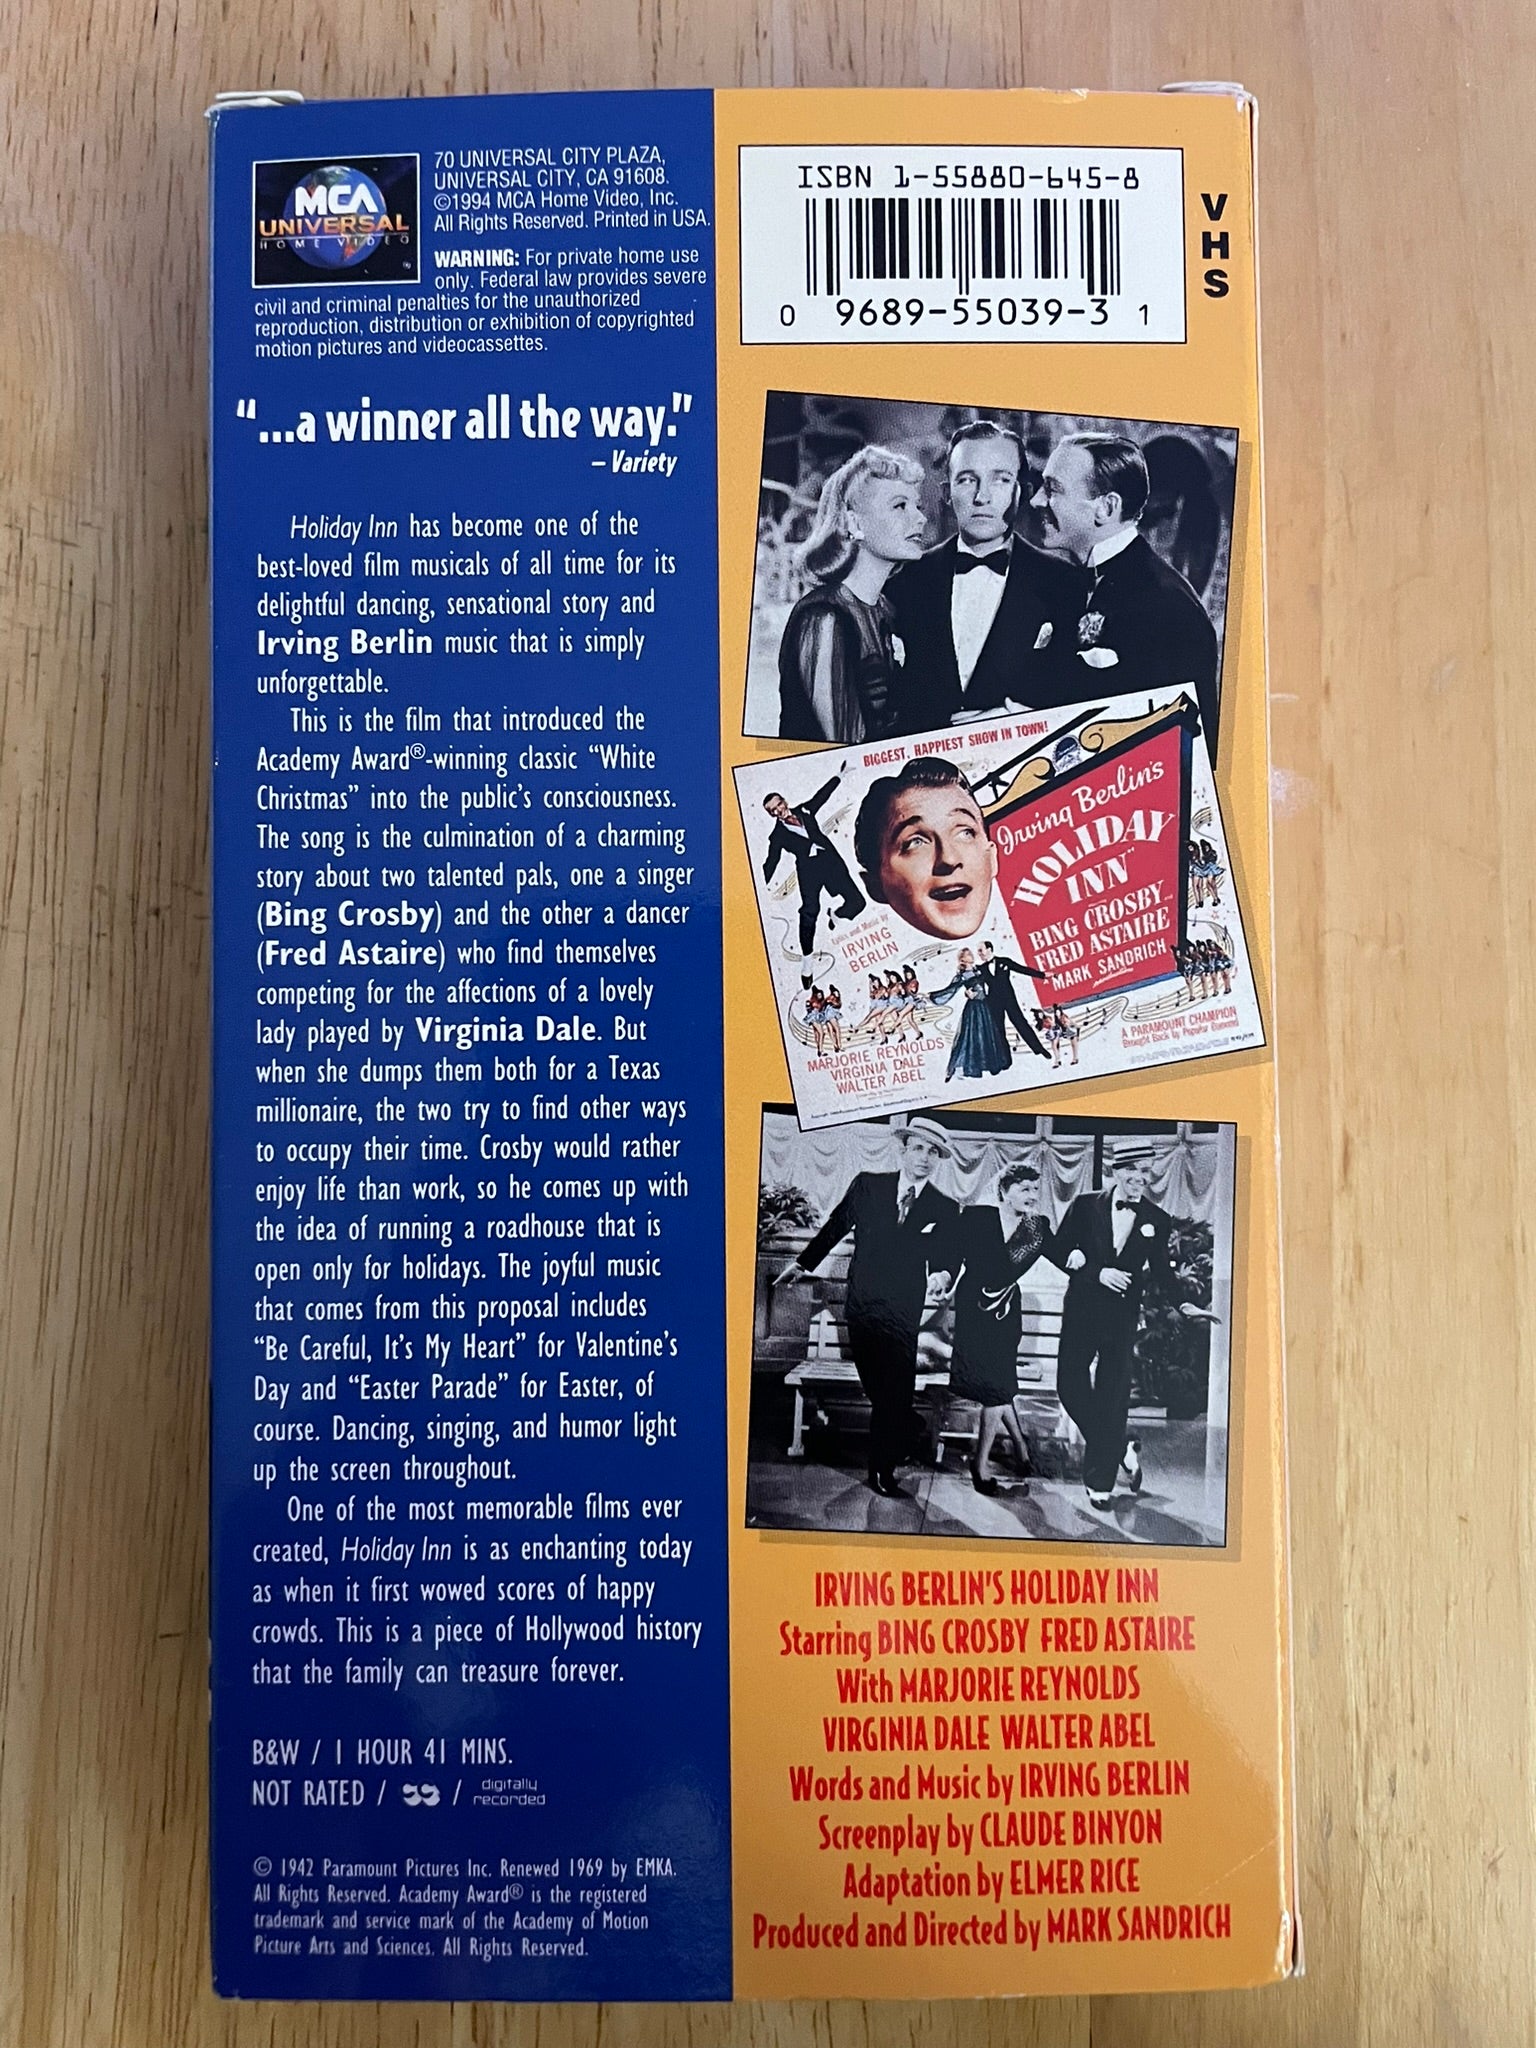 MCA
UNIVERSAL
HOME VIDEO
70 UNIVERSAL CITY PLAZA,
UNIVERSAL CITY, CA 91608.
©1994 MCA Home Video, Inc.
All Rights Reserved. Printed in USA.
WARNING: For private home use
only. Federal law provides severe
civil and criminal penalties for the unauthorized
reproduction, distribution or exhibition of copyrighted
motion pictures and videocassettes.
"...a winner all the way."
– Variety
Holiday Inn has become one of the
best-loved film musicals of all time for its
delightful dancing, sensational story and
Irving Berlin music that is simply
unforgettable.
This is the film that introduced the
Academy Award®-winning classic “White
Christmas” into the public’s consciousness.
The song is the culmination of a charming
story about two talented pals, one a singer
(Bing Crosby) and the other a dancer
(Fred Astaire) who find themselves
competing for the affections of a lovely
lady played by Virginia Dale. But
when she dumps them both for a Texas
millionaire, the two try to find other ways
to occupy their time. Crosby would rather
enjoy life than work, so he comes up with
the idea of running a roadhouse that is
open only for holidays. The joyful music
that comes from this proposal includes
“Be Careful, It’s My Heart” for Valentine’s
Day and “Easter Parade” for Easter, of
course. Dancing, singing, and humor light
up the screen throughout.
One of the most memorable films ever
created, Holiday Inn is as enchanting today
as when it first wowed scores of happy
crowds. This is a piece of Hollywood history
that the family can treasure forever.
B&W / 1 HOUR 41 MINS.
NOT RATED / / digitally
recorded
© 1942 Paramount Pictures Inc. Renewed 1969 by EMKA.
All Rights Reserved. Academy Award® is the registered
trademark and service mark of the Academy of Motion
Picture Arts and Sciences. All Rights Reserved.
ISBN 1-55880-645-8
0 9689-55039-3 1
VHS
BIGGEST, HAPPIEST SHOW IN TOWN!
Irving Berlin's
"HOLIDAY
INN"
BING CROSBY
FRED ASTAIRE
MARK SANDRICH
Lyrics and Music by
IRVING
BERLIN
MARJORIE REYNOLDS
VIRGINIA DALE
WALTER ABEL
A PARAMOUNT CHAMPION
Brought Back by Popular Demand
IRVING BERLIN'S HOLIDAY INN
Starring BING CROSBY FRED ASTAIRE
With MARJORIE REYNOLDS
VIRGINIA DALE WALTER ABEL
Words and Music by IRVING BERLIN
Screenplay by CLAUDE BINYON
Adaptation by ELMER RICE
Produced and Directed by MARK SANDRICH